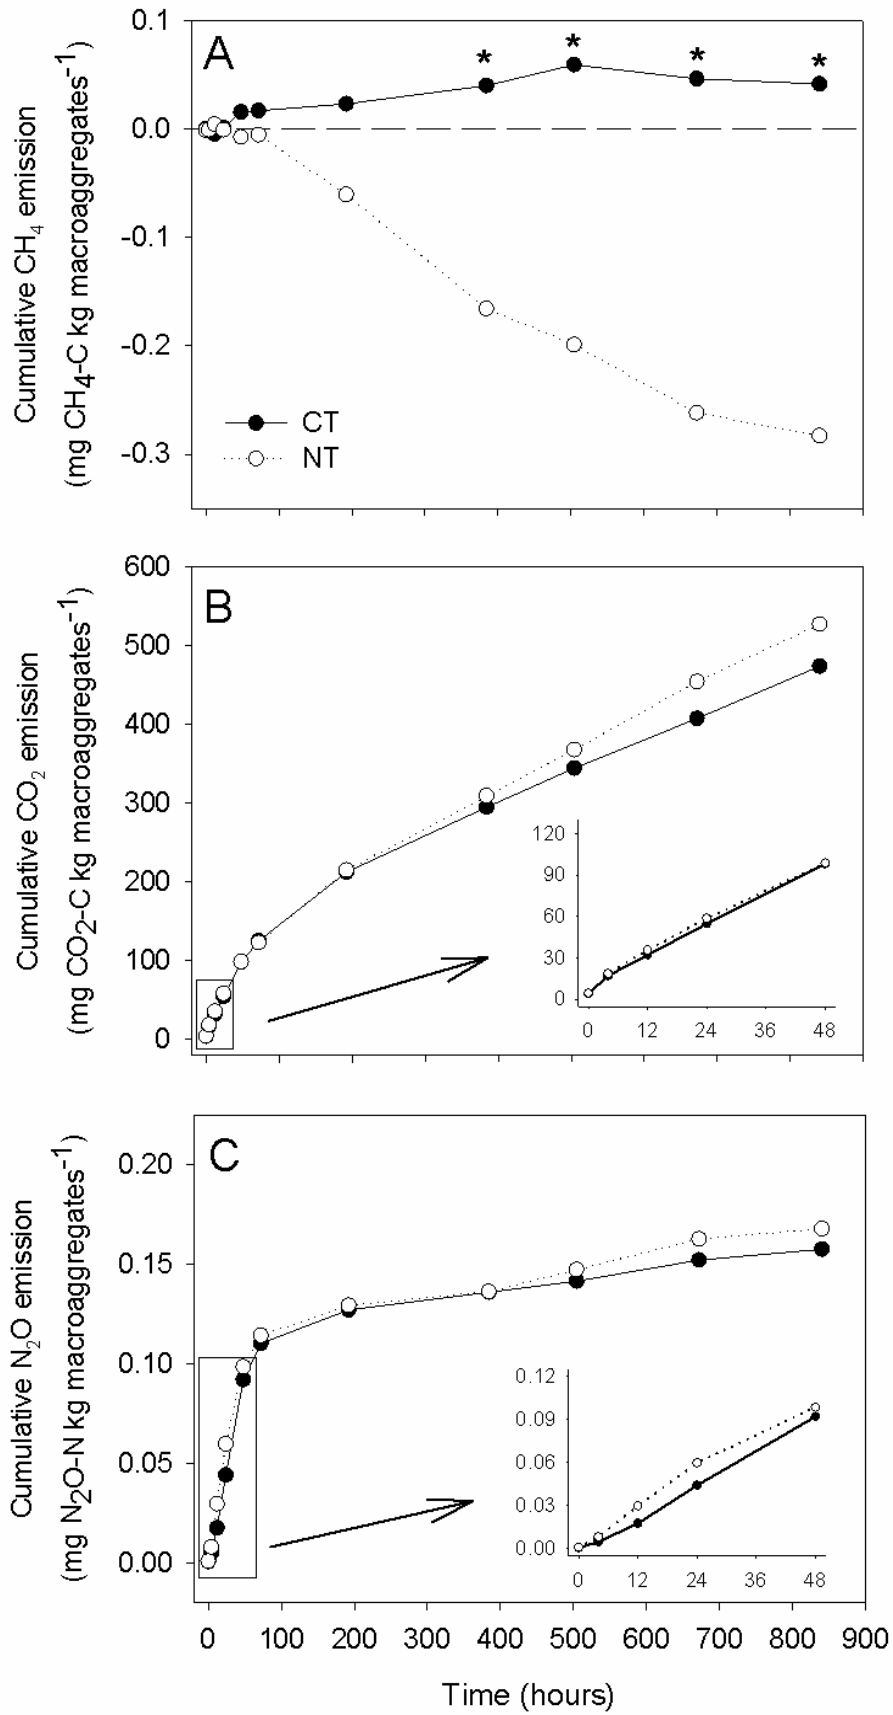 A
0.1
0.0
-0.1
-0.2
-0.3
* * * *
Cumulative CH4 emission
(mg CH4-C kg macroaggregates-1)
CT
NT
B
600
500
400
300
200
100
0
Cumulative CO2 emission
(mg CO2-C kg macroaggregates-1)
120
90
60
30
0
0 12 24 36 48
C
0.20
0.15
0.10
0.05
0.00
Cumulative N2O emission
(mg N2O-N kg macroaggregates-1)
0.12
0.09
0.06
0.03
0.00
0 12 24 36 48
0 100 200 300 400 500 600 700 800 900
Time (hours)